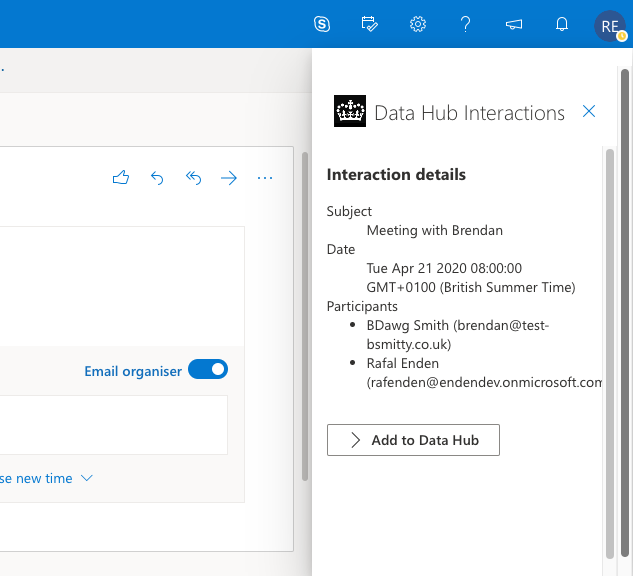 RE
Data Hub Interactions
Interaction details
Subject
Meeting with Brendan
Date
Tue Apr 21 2020 08:00:00
GMT+0100 (British Summer Time)
Participants
BDawg Smith (brendan@test-
bsmitty.co.uk)
Rafal Enden
(rafenden@endendev.onmicrosoft.com
Add to Data Hub
Email organiser
se new time